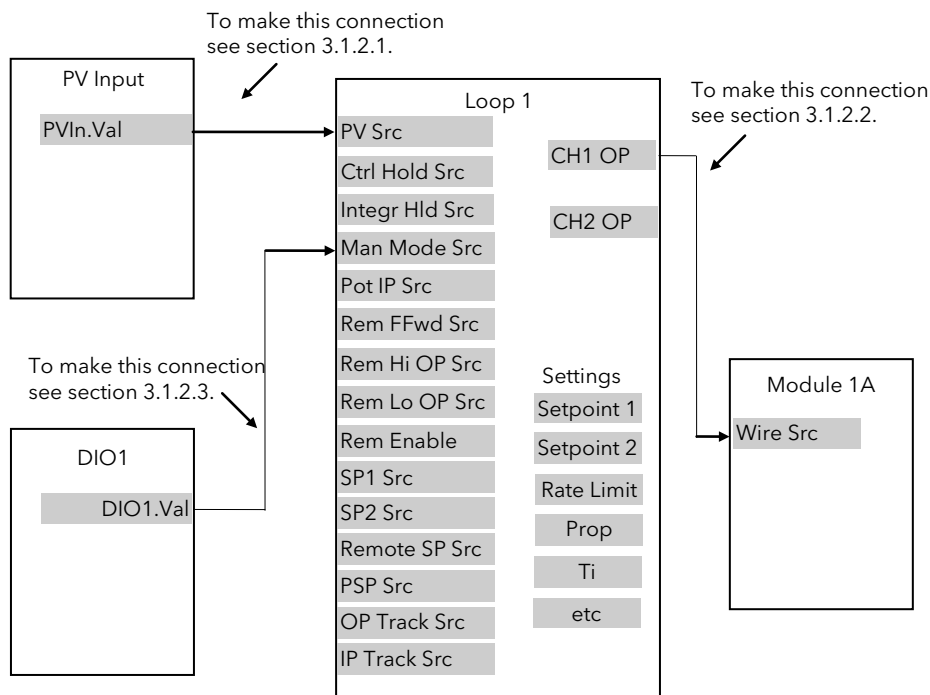 To make this connection
see section 3.1.2.1.
PV Input
PVIn.Val
Loop 1
PV Src
Ctrl Hold Src
Integr Hld Src
Man Mode Src
Pot IP Src
Rem FFwd Src
Rem Hi OP Src
Rem Lo OP Src
Rem Enable
SP1 Src
SP2 Src
Remote SP Src
PSP Src
OP Track Src
IP Track Src
CH1 OP
CH2 OP
Settings
Setpoint 1
Setpoint 2
Rate Limit
Prop
Ti
etc
To make this connection
see section 3.1.2.2.
Module 1A
Wire Src
To make this connection
see section 3.1.2.3.
DIO1
DIO1.Val